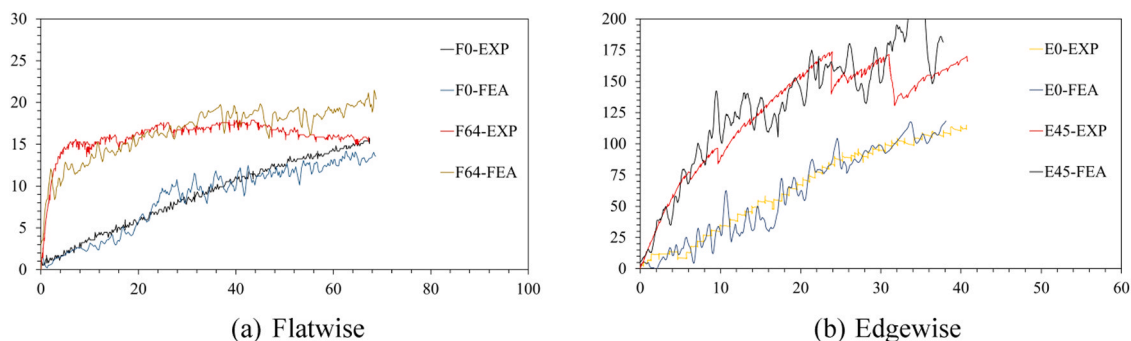 30
25
20
15
10
5
0
0 20 40 60 80 100
F0-EXP
F0-FEA
F64-EXP
F64-FEA
(a) Flatwise
200
175
150
125
100
75
50
25
0
0 10 20 30 40 50 60
E0-EXP
E0-FEA
E45-EXP
E45-FEA
(b) Edgewise